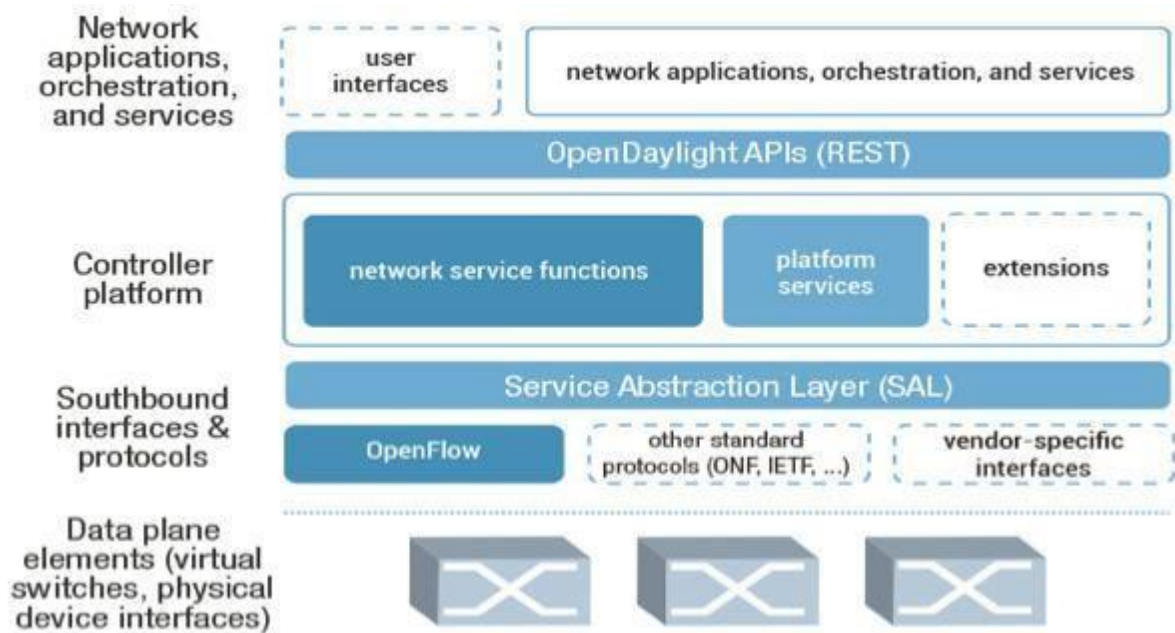 Network
applications,
orchestration,
and services
user
interfaces
network applications, orchestration, and services
OpenDaylight APIs (REST)
Controller
platform
network service functions
platform
services
extensions
Service Abstraction Layer (SAL)
Southbound
interfaces &
protocols
OpenFlow
other standard
protocols (ONF, IETF, ...)
vendor-specific
interfaces
Data plane
elements (virtual
switches, physical
device interfaces)